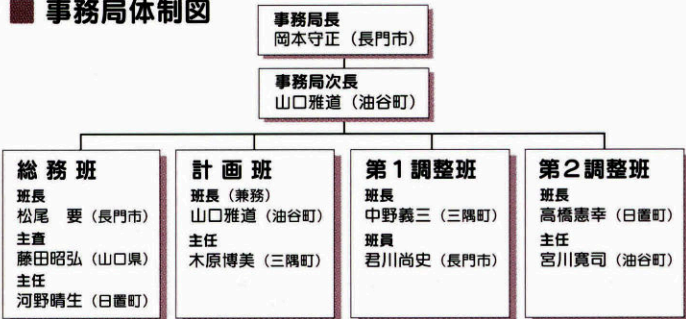 ■ 事務局体制図
事務局長
岡本守正（長門市）
事務局次長
山口雅道（油谷町）
総務班
班長
松尾　要（長門市）
主査
藤田昭弘（山口県）
主任
河野晴生（日置町）
計画班
班長（兼務）
山口雅道（油谷町）
主任
木原博美（三隅町）
第1調整班
班長
中野義三（三隅町）
班員
君川尚史（長門市）
第2調整班
班長
高橋憲幸（日置町）
主任
宮川寛司（油谷町）